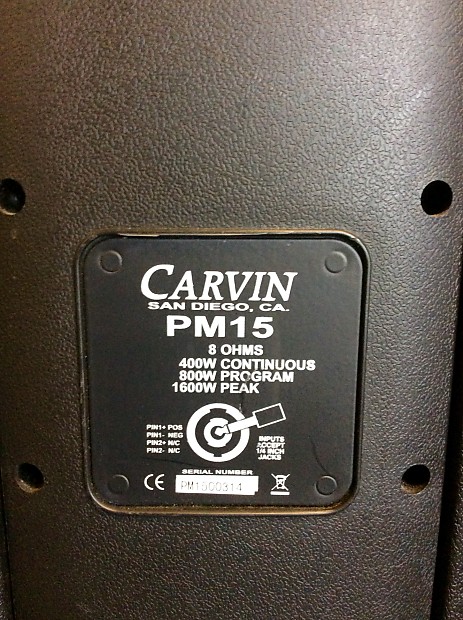 CARVIN
SAN DIEGO, CA.
PM15
8 OHMS
400W CONTINUOUS
800W PROGRAM
1600W PEAK
PIN1+ POS
PIN1- NEG
PIN2+ N/C
PIN2- N/C
INPUTS
ACCEPT
1/4 INCH
JACKS
SERIAL NUMBER
CE
PM1500314